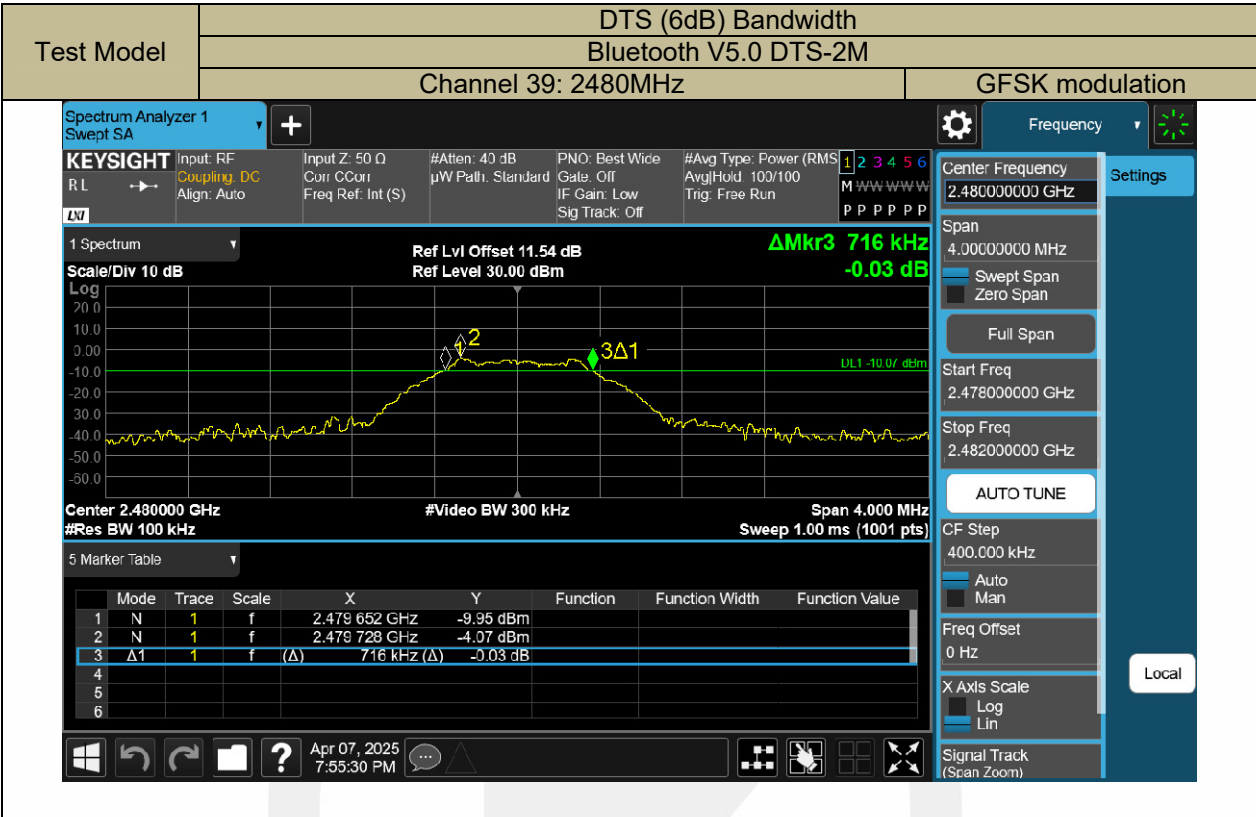 Test Model
DTS (6dB) Bandwidth
Bluetooth V5.0 DTS-2M
Channel 39: 2480MHz
GFSK modulation
Spectrum Analyzer 1
Swept SA
Frequency
KEYSIGHT
RL
LXI
Input: RF
Coupling: DC
Align: Auto
Input Z: 50 Ω
Corr CCorr
Freq Ref: Int (S)
#Atten: 40 dB
µW Path: Standard
PNO: Best Wide
Gate: Off
IF Gain: Low
Sig Track: Off
#Avg Type: Power (RMS
Avg|Hold: 100/100
Trig: Free Run
1 2 3 4 5 6
M W W W W W
P P P P P P
1 Spectrum
Scale/Div 10 dB
Ref Lvl Offset 11.54 dB
Ref Level 30.00 dBm
ΔMkr3 716 kHz
-0.03 dB
Log
20.0
10.0
0.00
-10.0
-20.0
30.0
-40.0
-50.0
-60.0
1
2
3Δ1
DL1 -10.07 dBm
Center 2.480000 GHz
#Res BW 100 kHz
#Video BW 300 kHz
Span 4.000 MHz
Sweep 1.00 ms (1001 pts)
5 Marker Table
Mode Trace Scale X Y Function Function Width Function Value
1 N 1 f 2.479 652 GHz -9.95 dBm
2 N 1 f 2.479 728 GHz -4.07 dBm
3 Δ1 1 f (Δ) 716 kHz (Δ) -0.03 dB
4
5
6
Center Frequency
2.480000000 GHz
Settings
Span
4.00000000 MHz
Swept Span
Zero Span
Full Span
Start Freq
2.478000000 GHz
Stop Freq
2.482000000 GHz
AUTO TUNE
CF Step
400.000 kHz
Auto
Man
Freq Offset
0 Hz
X Axis Scale
Log
Lin
Local
Signal Track
(Span Zoom)
?
Apr 07, 2025
7:55:30 PM